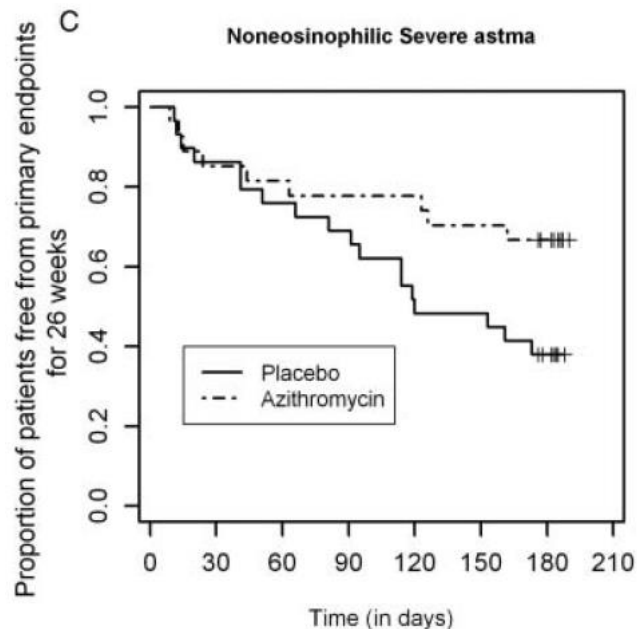 C
Noneosinophilic Severe astma
Proportion of patients free from primary endpoints
for 26 weeks
1.0
0.8
0.6
0.4
0.2
0.0
Placebo
Azithromycin
0 30 60 90 120 150 180 210
Time (in days)